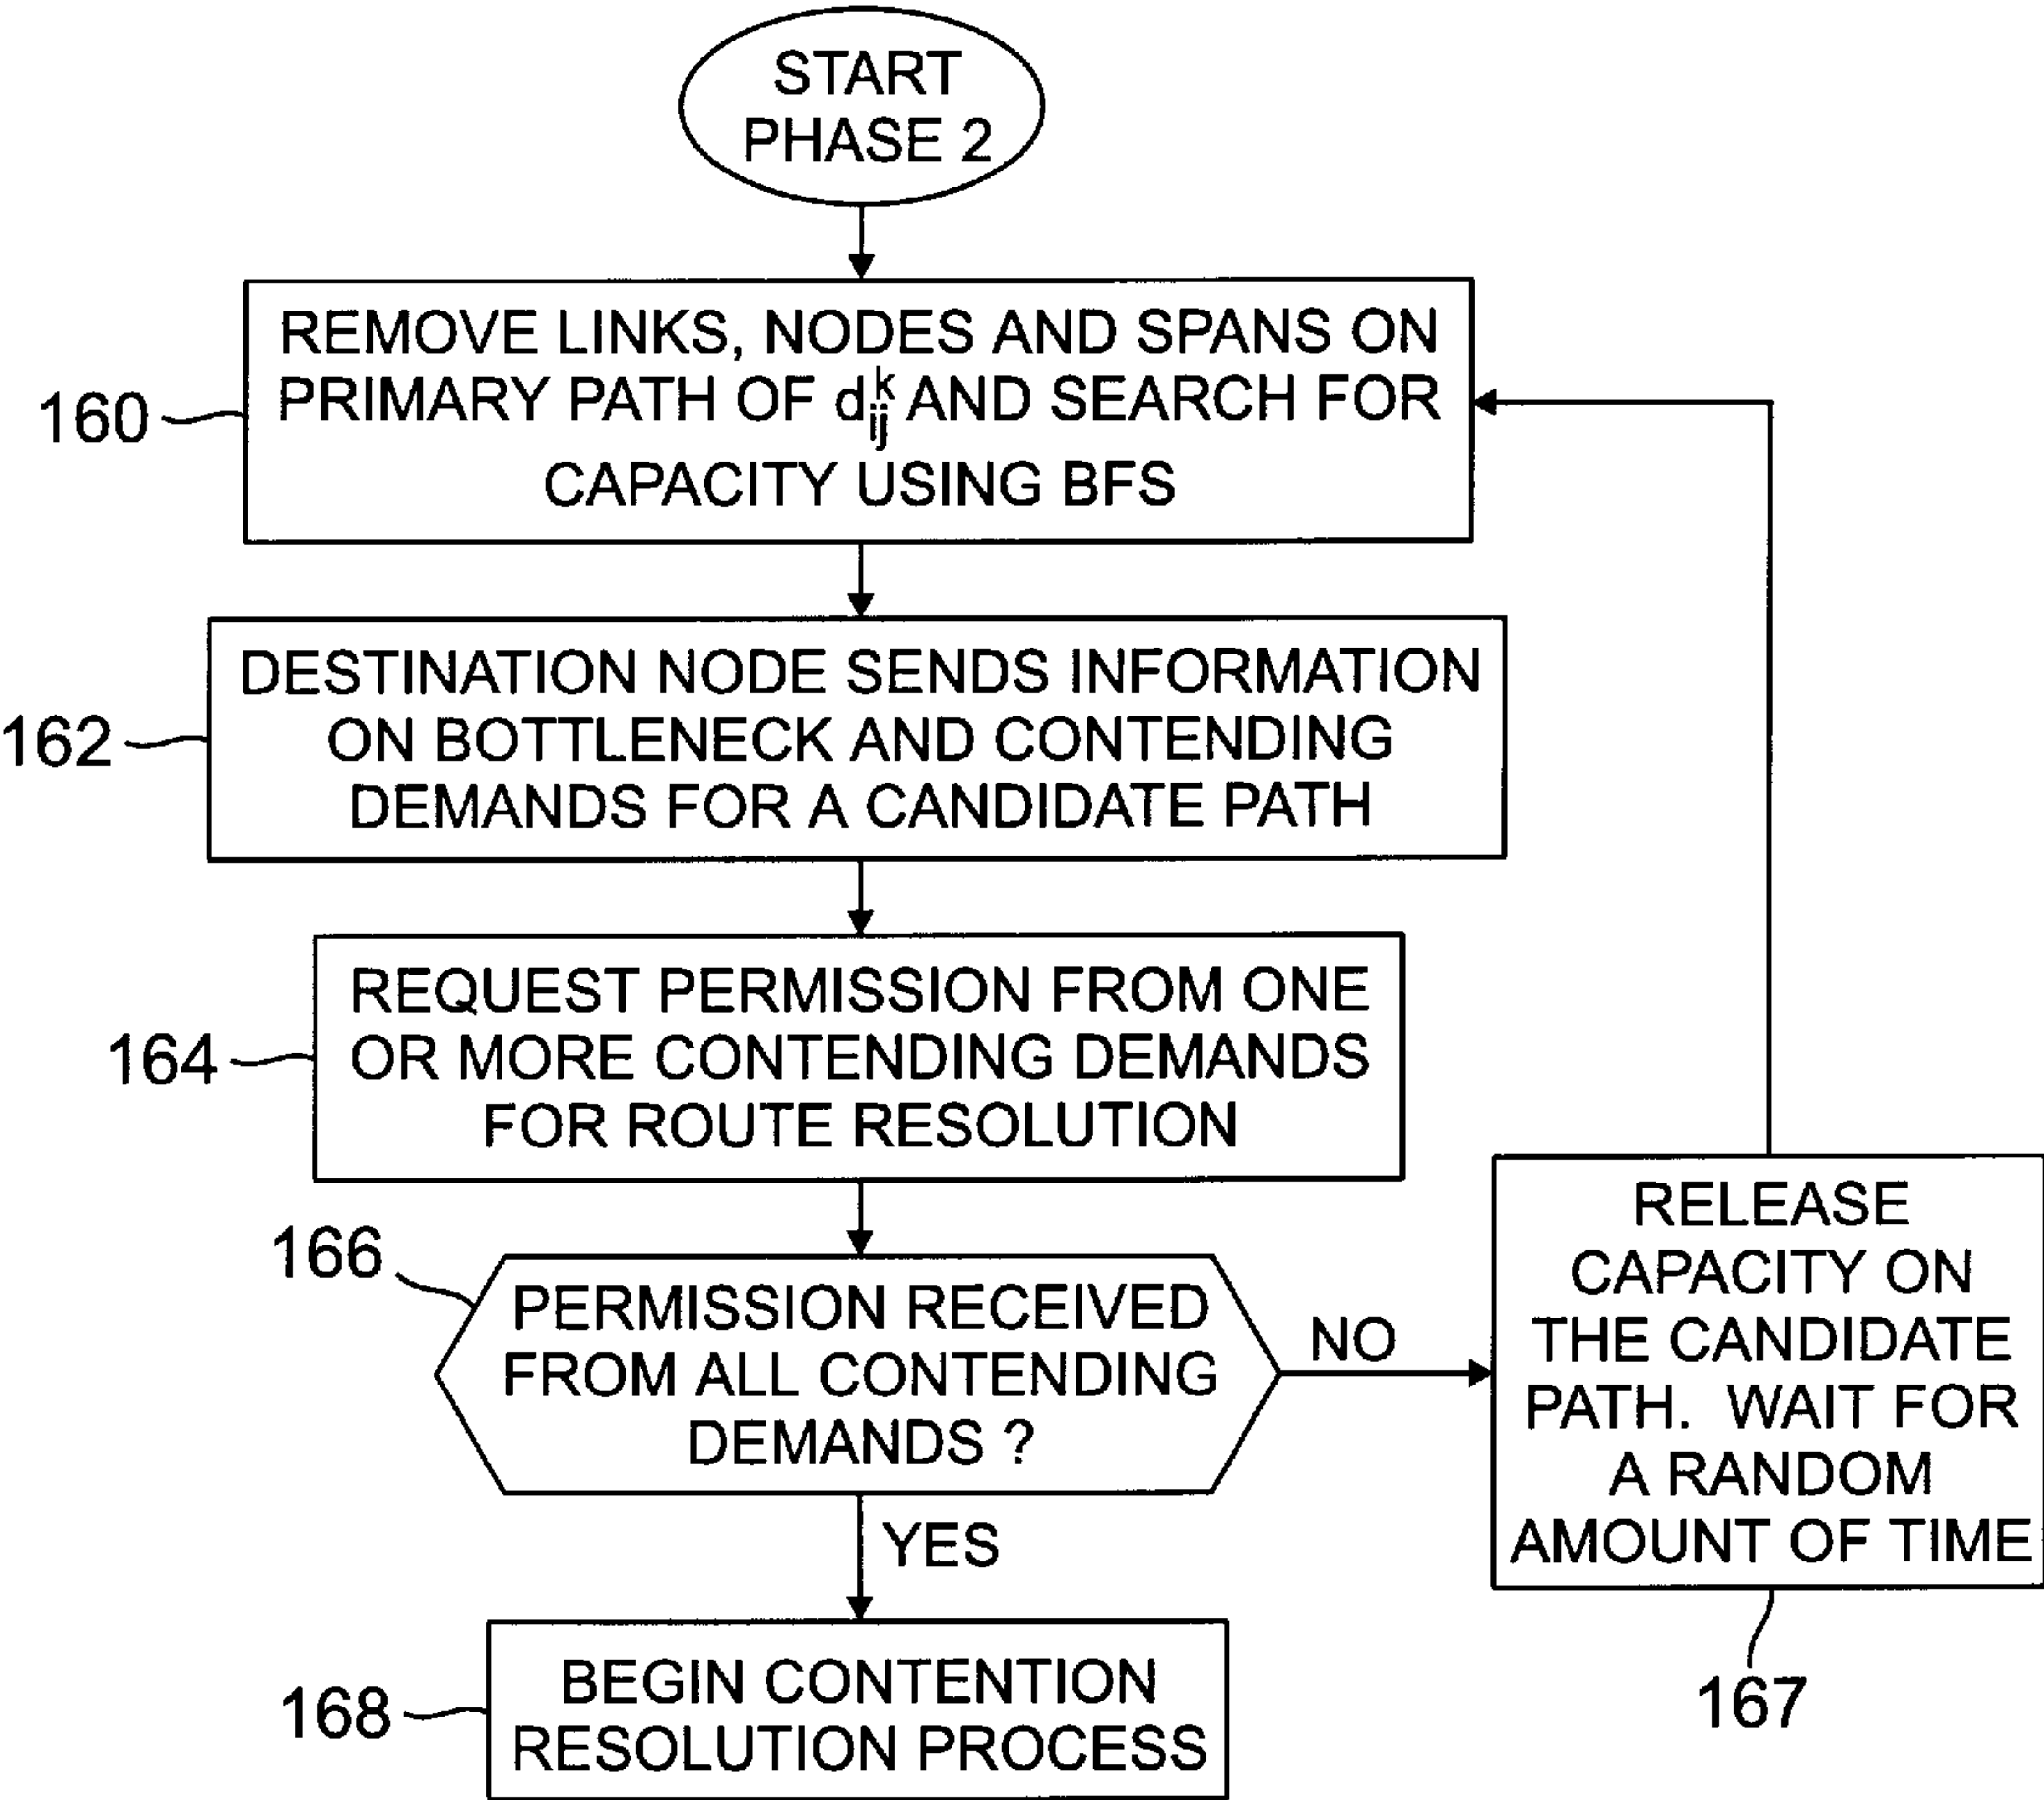 START
PHASE 2
REMOVE LINKS, NODES AND SPANS ON
PRIMARY PATH OF d_{ij}^{k} AND SEARCH FOR
CAPACITY USING BFS
160
DESTINATION NODE SENDS INFORMATION
ON BOTTLENECK AND CONTENDING
DEMANDS FOR A CANDIDATE PATH
162
REQUEST PERMISSION FROM ONE
OR MORE CONTENDING DEMANDS
FOR ROUTE RESOLUTION
164
166
PERMISSION RECEIVED
FROM ALL CONTENDING
DEMANDS ?
NO
RELEASE
CAPACITY ON
THE CANDIDATE
PATH. WAIT FOR
A RANDOM
AMOUNT OF TIME
167
YES
BEGIN CONTENTION
RESOLUTION PROCESS
168